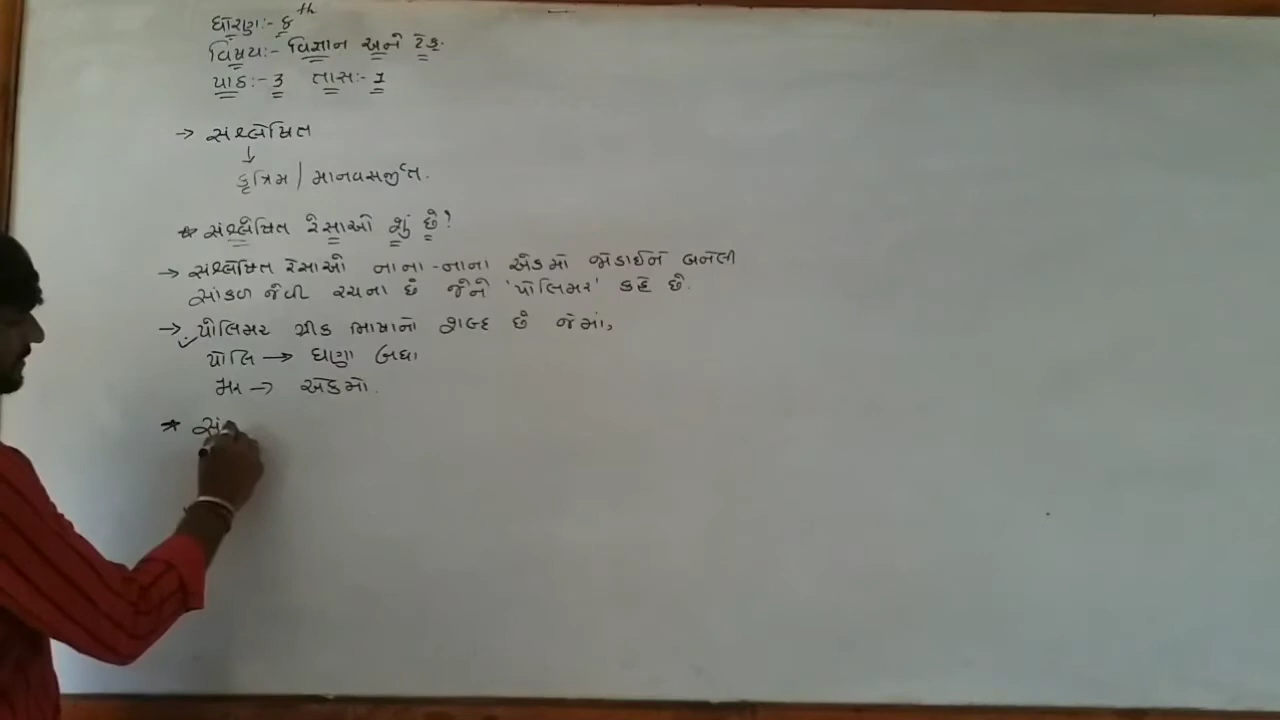 ધોરણ:- ૮th
વિષય:- વિજ્ઞાન અને ટેક.
પાઠ:- 3 તાસ:- 1
→ સંશ્લેષિત
↓
કૃત્રિમ / માનવસર્જીત.
* સંશ્લેષિત રેસાઓ શું છે?
→ સંશ્લેષિત રેસાઓ નાના-નાના એકમો જોડાઈને બનેલી
સાંકળ જેવી રચના છે જેને 'પોલિમર' કહે છે.
→ પોલિમર ગ્રીક ભાષાનો શબ્દ છે જેમાં,
પોલિ → ઘણા બધા
મર → એકમો.
* સં